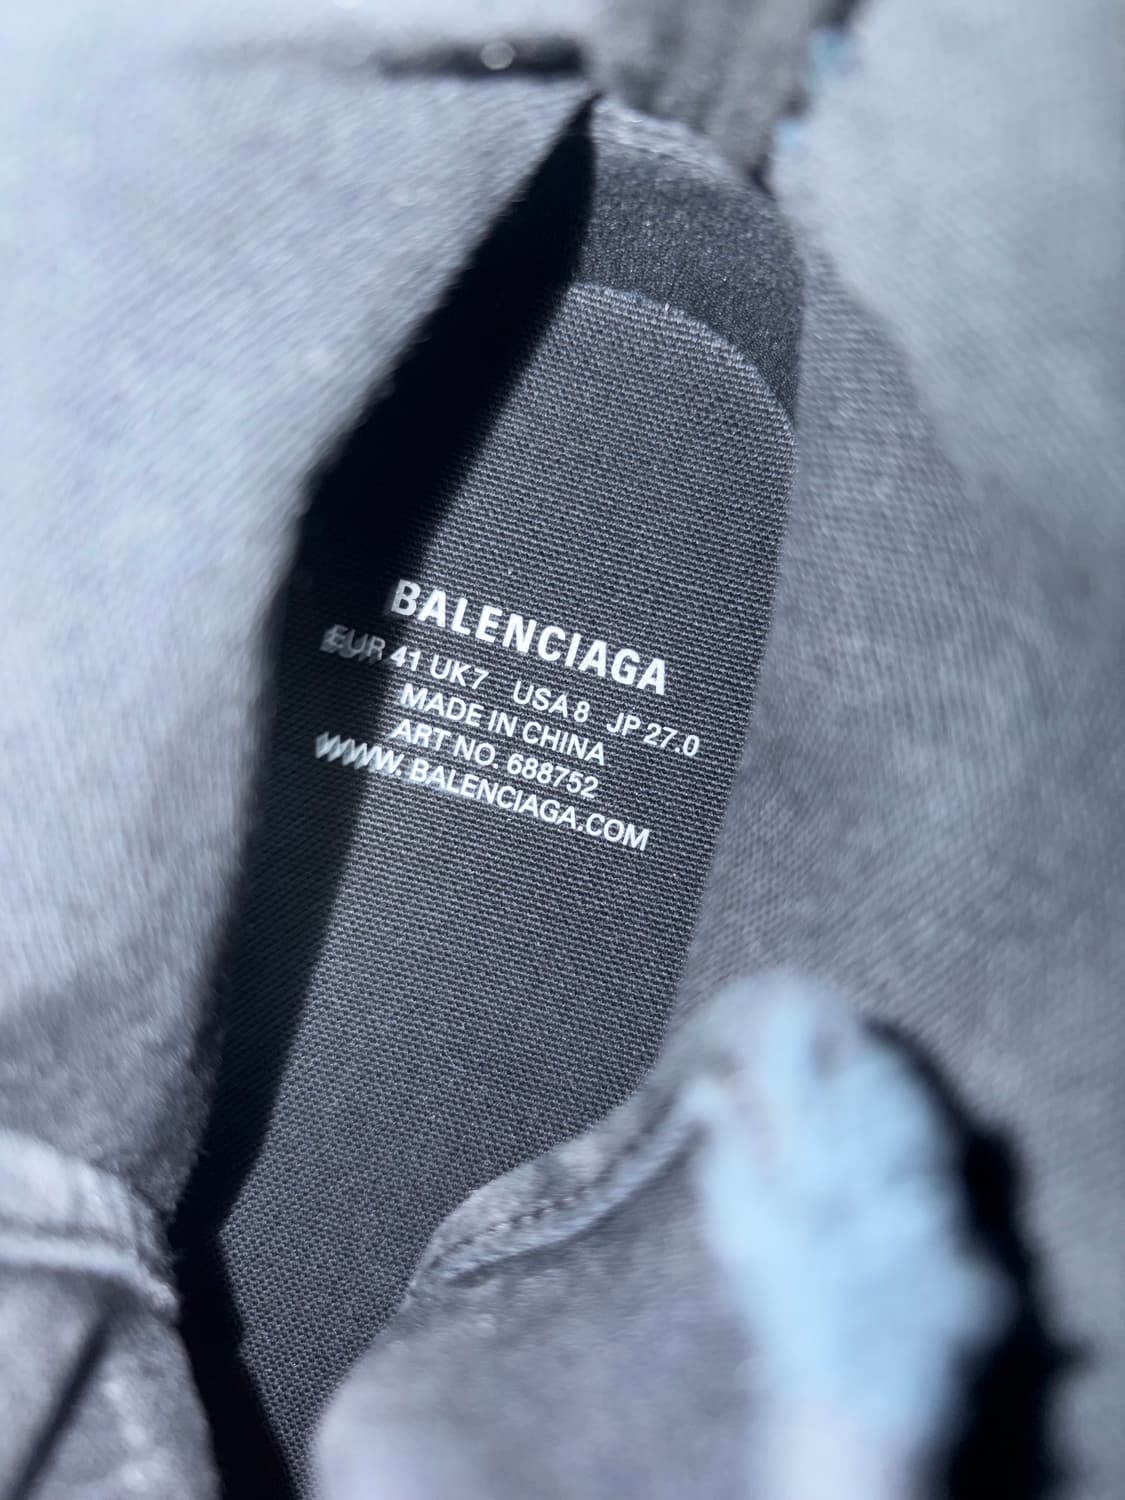 BALENCIAGA
EUR 41 UK7 USA 8 JP 27.0
MADE IN CHINA
ART NO. 688752
WWW. BALENCIAGA.COM